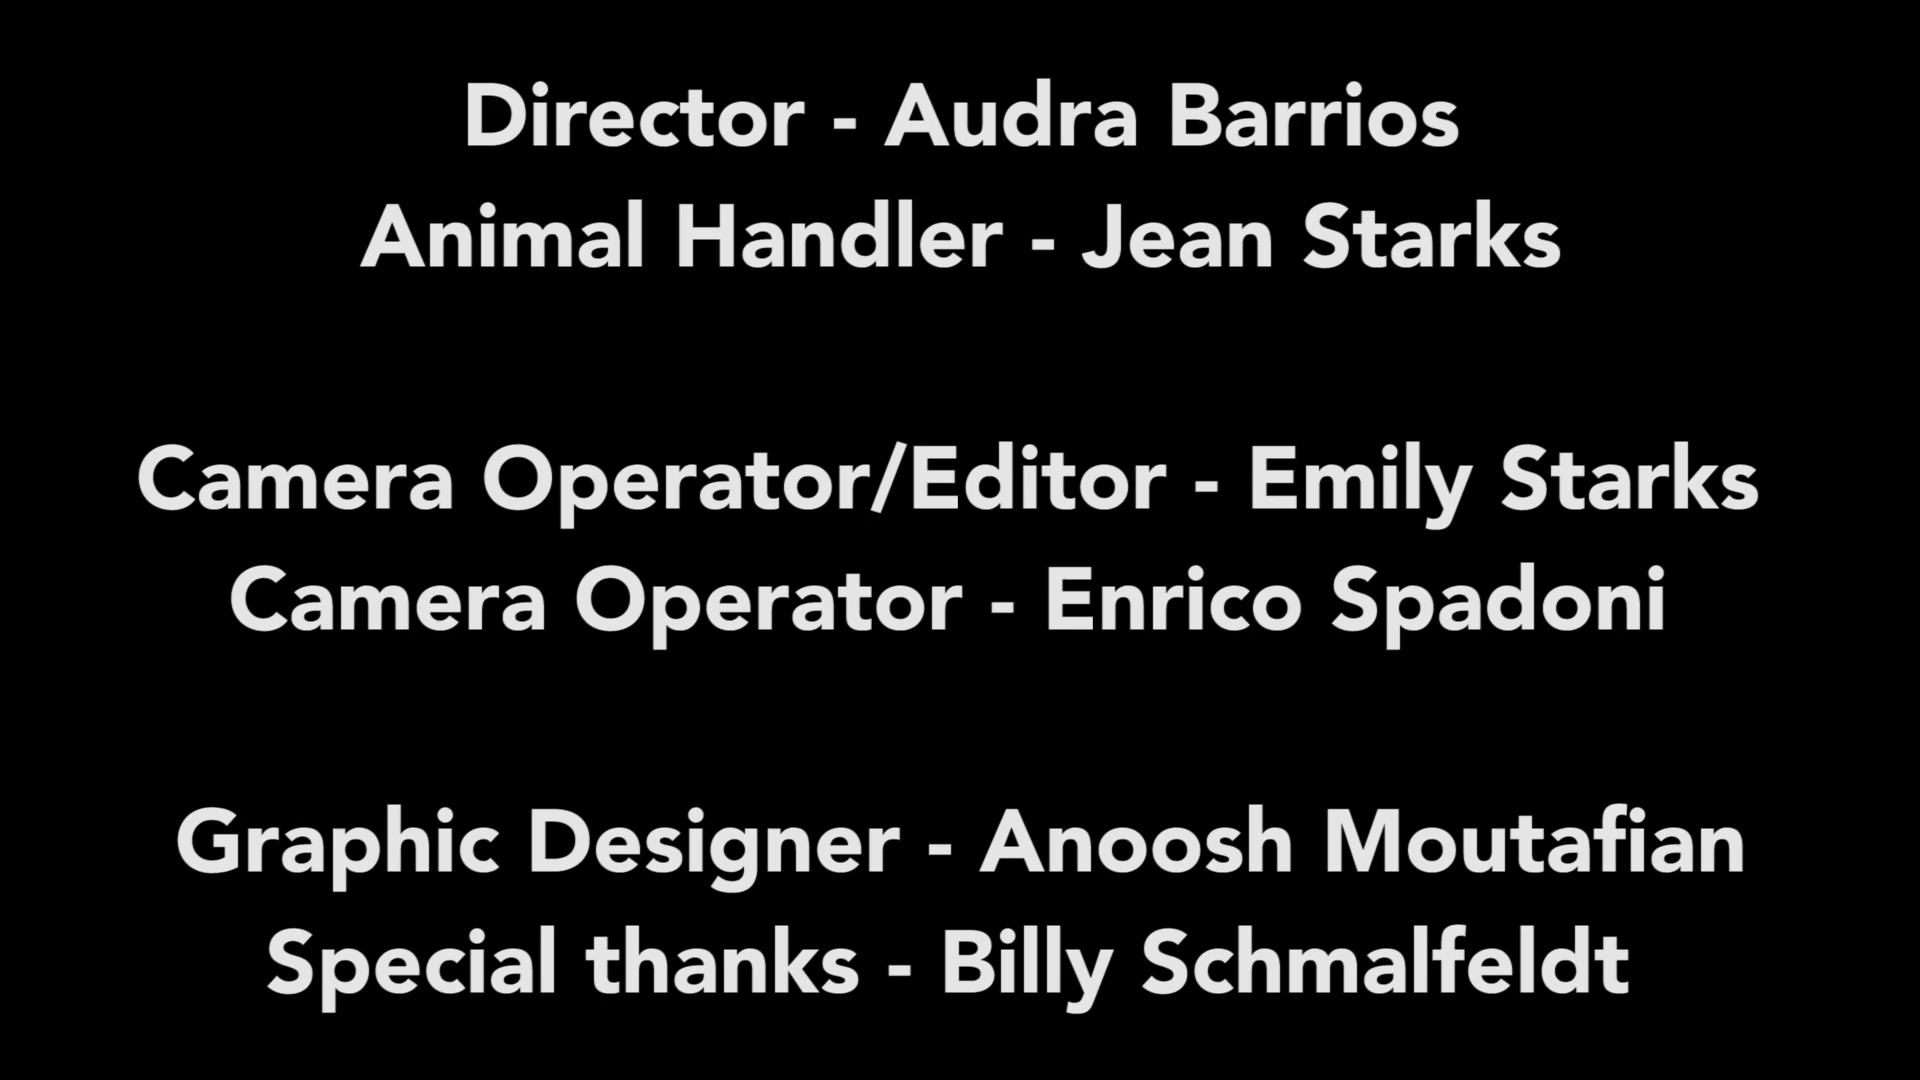 Director - Audra Barrios
Animal Handler - Jean Starks
Camera Operator/Editor - Emily Starks
Camera Operator - Enrico Spadoni
Graphic Designer - Anoosh Moutafian
Special thanks - Billy Schmalfeldt